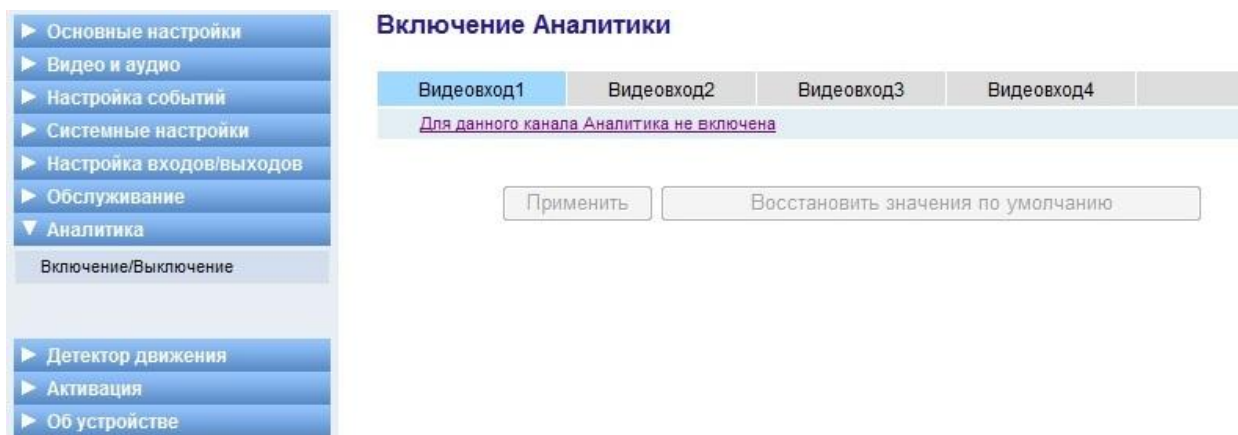 Основные настройки
Видео и аудио
Настройка событий
Системные настройки
Настройка входов/выходов
Обслуживание
Аналитика
Включение/Выключение
Детектор движения
Активация
Об устройстве
Включение Аналитики
Видеовход1 Видеовход2 Видеовход3 Видеовход4
Для данного канала Аналитика не включена
Применить Восстановить значения по умолчанию